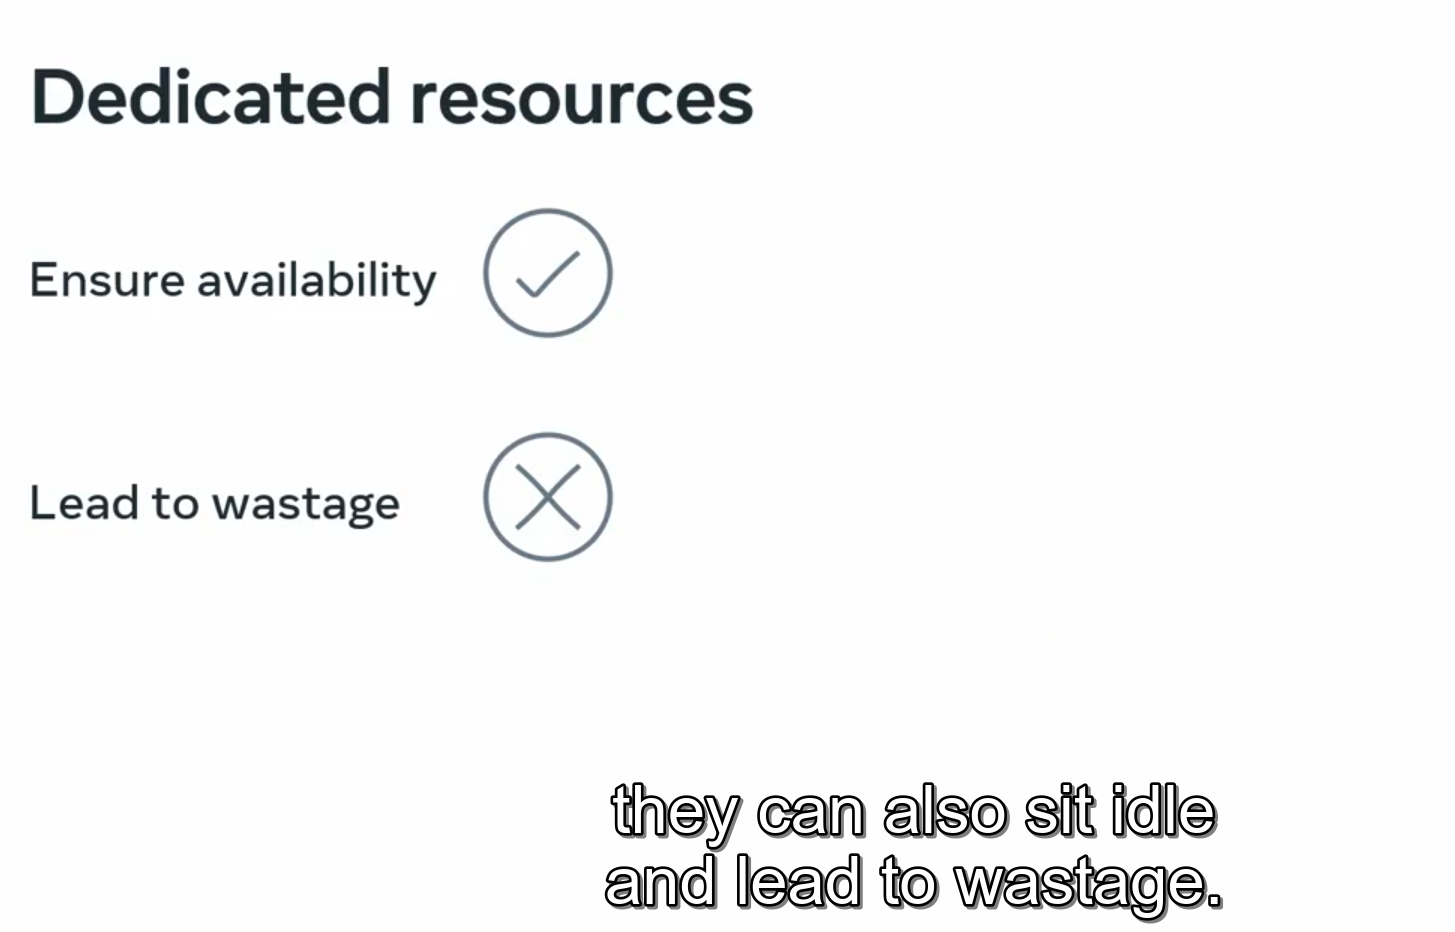 Dedicated resources
Ensure availability
Lead to wastage
they can also sit idle
and lead to wastage.